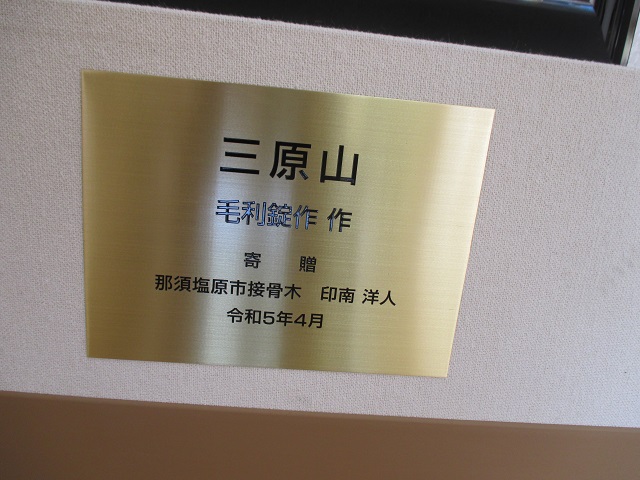 三原山
毛利錠作 作
寄　贈
那須塩原市接骨木　印南 洋人
令和5年4月